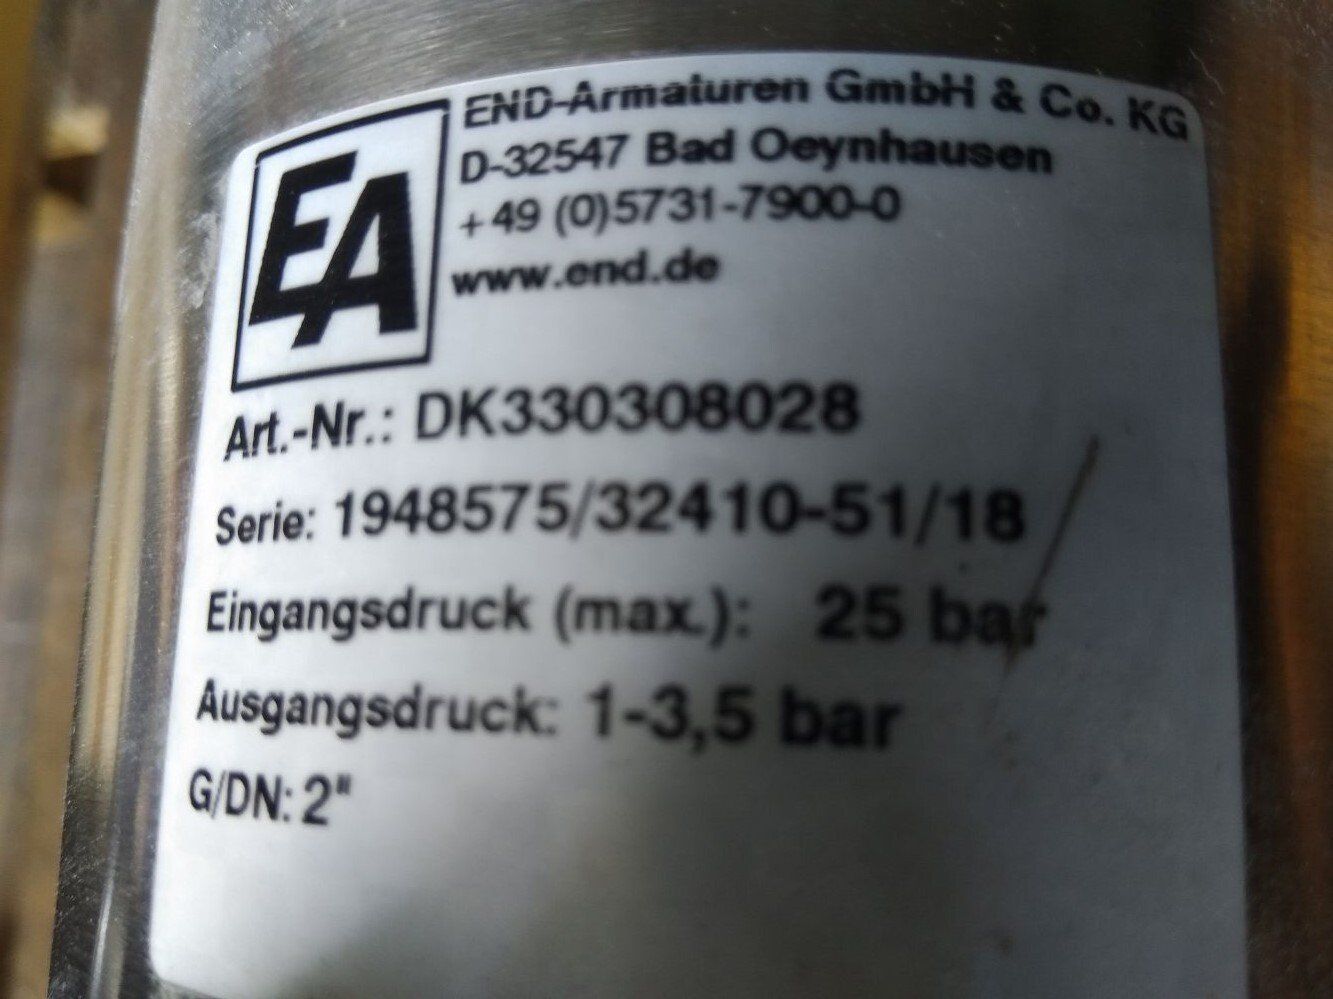 EA
END-Armaturen GmbH & Co. KG
D-32547 Bad Oeynhausen
+49 (0)5731-7900-0
www.end.de
Art.-Nr.: DK330308028
Serie: 1948575/32410-51/18
Eingangsdruck (max.): 25 bar
Ausgangsdruck: 1-3,5 bar
G/DN: 2"